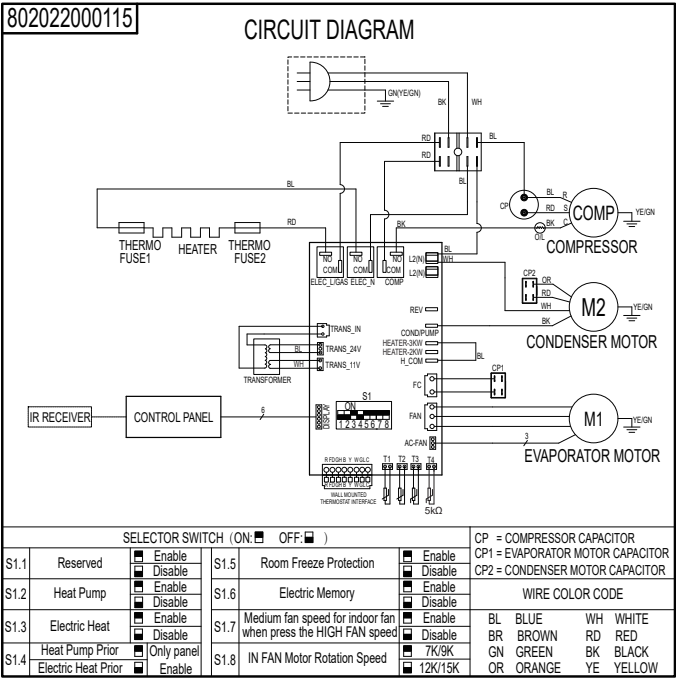 802022000115
CIRCUIT DIAGRAM
GN(YE/GN)
BK
WH
RD
RD
BL
BL
BL
BL
R
CP
RD
S
COMP
YE/GN
BK
C
OIL
COMPRESSOR
RD
BK
THERMO
FUSE1
HEATER
THERMO
FUSE2
NO
COM
NO
COM
NO
COM
ELEC_L/GAS
ELEC_N
COMP
BL
L2(N)
WH
L2(N)
CP2
OR
RD
WH
BK
M2
YE/GN
CONDENSER MOTOR
REV
COND/PUMP
HEATER-3KW
HEATER-2KW
H_COM
BL
TRANS_IN
BL
TRANS_24V
WH
TRANS_11V
TRANSFORMER
CP1
FC
FAN
AC-FAN
3
M1
YE/GN
EVAPORATOR MOTOR
IR RECEIVER
CONTROL PANEL
6
DISPLAY
S1
ON
1 2 3 4 5 6 7 8
R F D G H B Y W G L C
R F D G H B Y W G L C
WALL MOUNTED
THERMOSTAT INTERFACE
T1 T2 T3 T4
5kΩ
SELECTOR SWITCH (ON: OFF: )
S1.1 Reserved Enable
Disable
S1.2 Heat Pump Enable
Disable
S1.3 Electric Heat Enable
Disable
S1.4 Heat Pump Prior Only panel
Electric Heat Prior Enable
S1.5 Room Freeze Protection Enable
Disable
S1.6 Electric Memory Enable
Disable
S1.7 Medium fan speed for indoor fan Enable
when press the HIGH FAN speed Disable
S1.8 IN FAN Motor Rotation Speed 7K/9K
12K/15K
CP = COMPRESSOR CAPACITOR
CP1 = EVAPORATOR MOTOR CAPACITOR
CP2 = CONDENSER MOTOR CAPACITOR
WIRE COLOR CODE
BL BLUE WH WHITE
BR BROWN RD RED
GN GREEN BK BLACK
OR ORANGE YE YELLOW